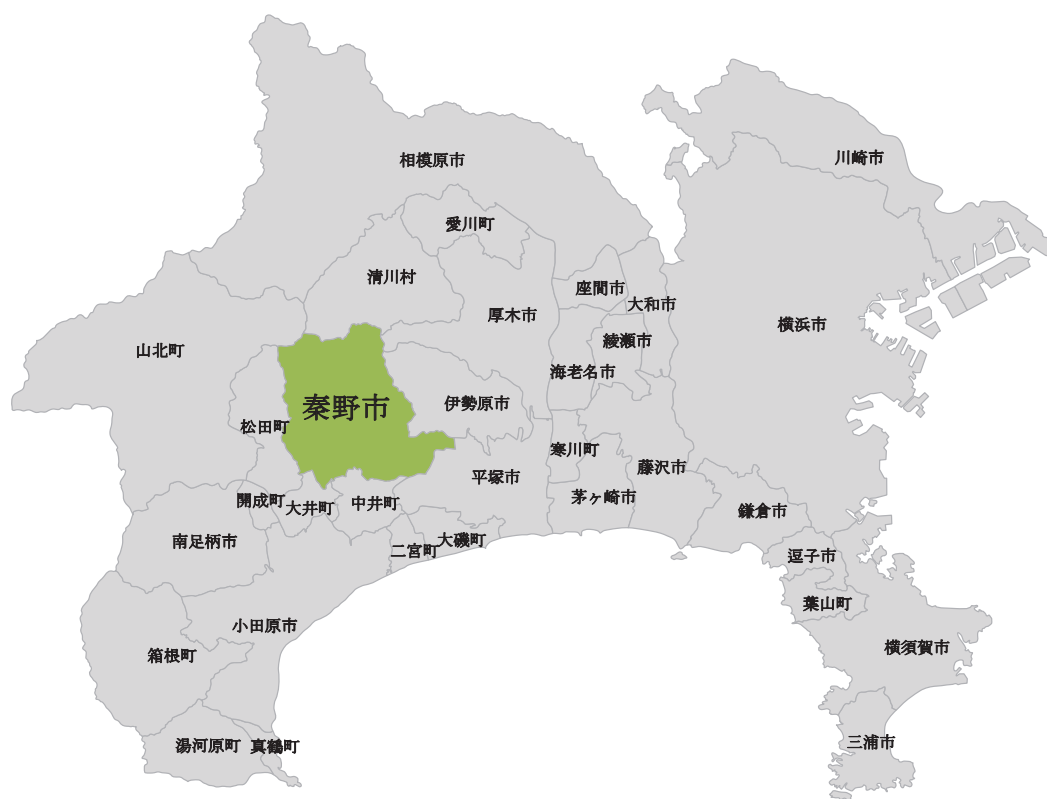 川崎市
相模原市
愛川町
清川村
座間市
大和市
厚木市
横浜市
綾瀬市
山北町
海老名市
秦野市
伊勢原市
松田町
寒川町
藤沢市
平塚市
茅ヶ崎市
開成町
大井町
中井町
鎌倉市
南足柄市
二宮町
大磯町
逗子市
葉山町
小田原市
横須賀市
箱根町
湯河原町
真鶴町
三浦市